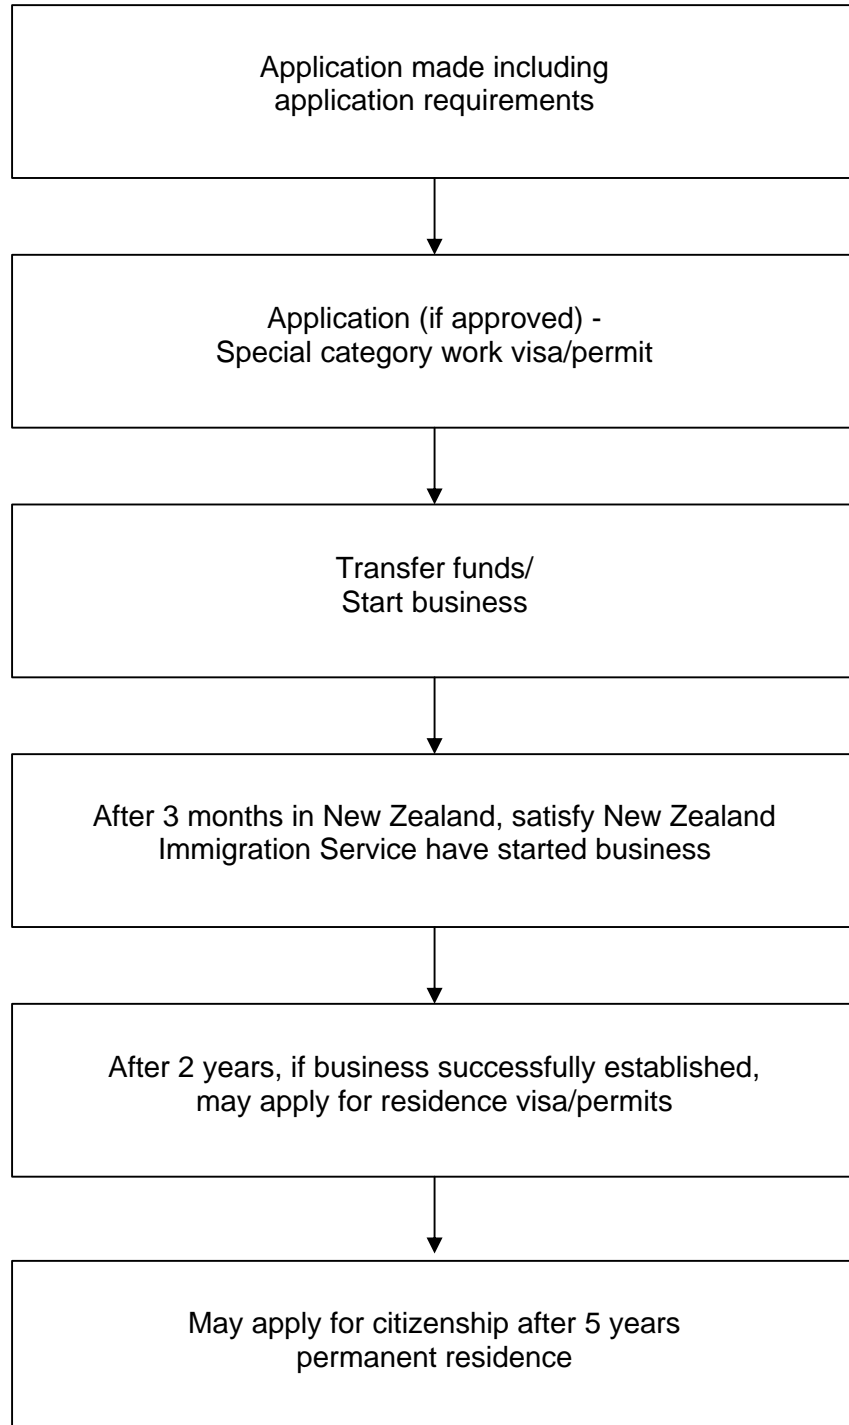 Application made including
application requirements
Application (if approved) -
Special category work visa/permit
Transfer funds/
Start business
After 3 months in New Zealand, satisfy New Zealand
Immigration Service have started business
After 2 years, if business successfully established,
may apply for residence visa/permits
May apply for citizenship after 5 years
permanent residence